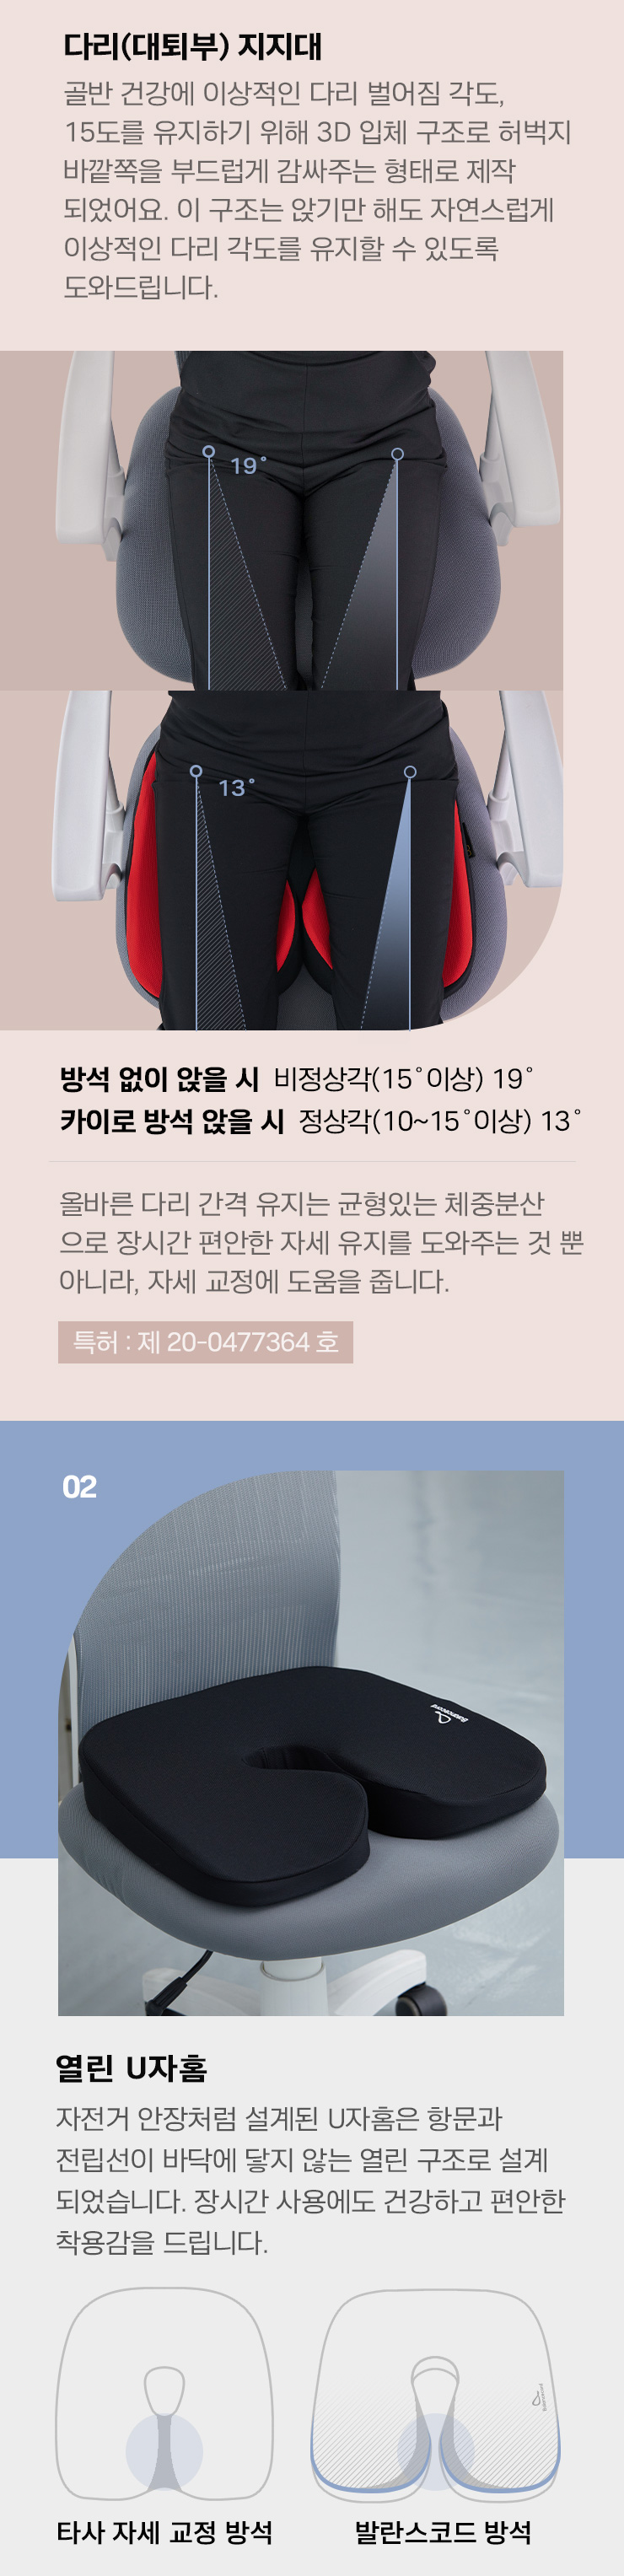 다리(대퇴부) 지지대
골반 건강에 이상적인 다리 벌어짐 각도,
15도를 유지하기 위해 3D 입체 구조로 허벅지
바깥쪽을 부드럽게 감싸주는 형태로 제작
되었어요. 이 구조는 앉기만 해도 자연스럽게
이상적인 다리 각도를 유지할 수 있도록
도와드립니다.
19°
13°
방석 없이 앉을 시 비정상각(15°이상) 19°
카이로 방석 앉을 시 정상각(10~15°이상) 13°
올바른 다리 간격 유지는 균형있는 체중분산
으로 장시간 편안한 자세 유지를 도와주는 것 뿐
아니라, 자세 교정에 도움을 줍니다.
특허 : 제 20-0477364 호
02
열린 U자홈
자전거 안장처럼 설계된 U자홈은 항문과
전립선이 바닥에 닿지 않는 열린 구조로 설계
되었습니다. 장시간 사용에도 건강하고 편안한
착용감을 드립니다.
타사 자세 교정 방석
발란스코드 방석